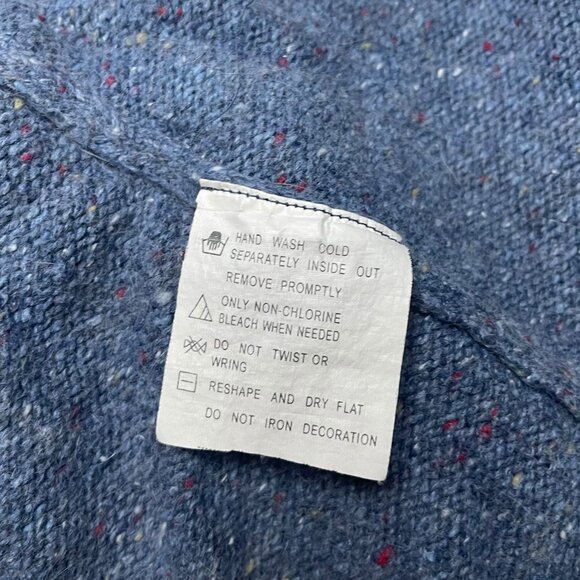 HAND WASH COLD
SEPARATELY INSIDE OUT
REMOVE PROMPTLY
ONLY NON-CHLORINE
BLEACH WHEN NEEDED
DO NOT TWIST OR
WRING
RESHAPE AND DRY FLAT
DO NOT IRON DECORATION